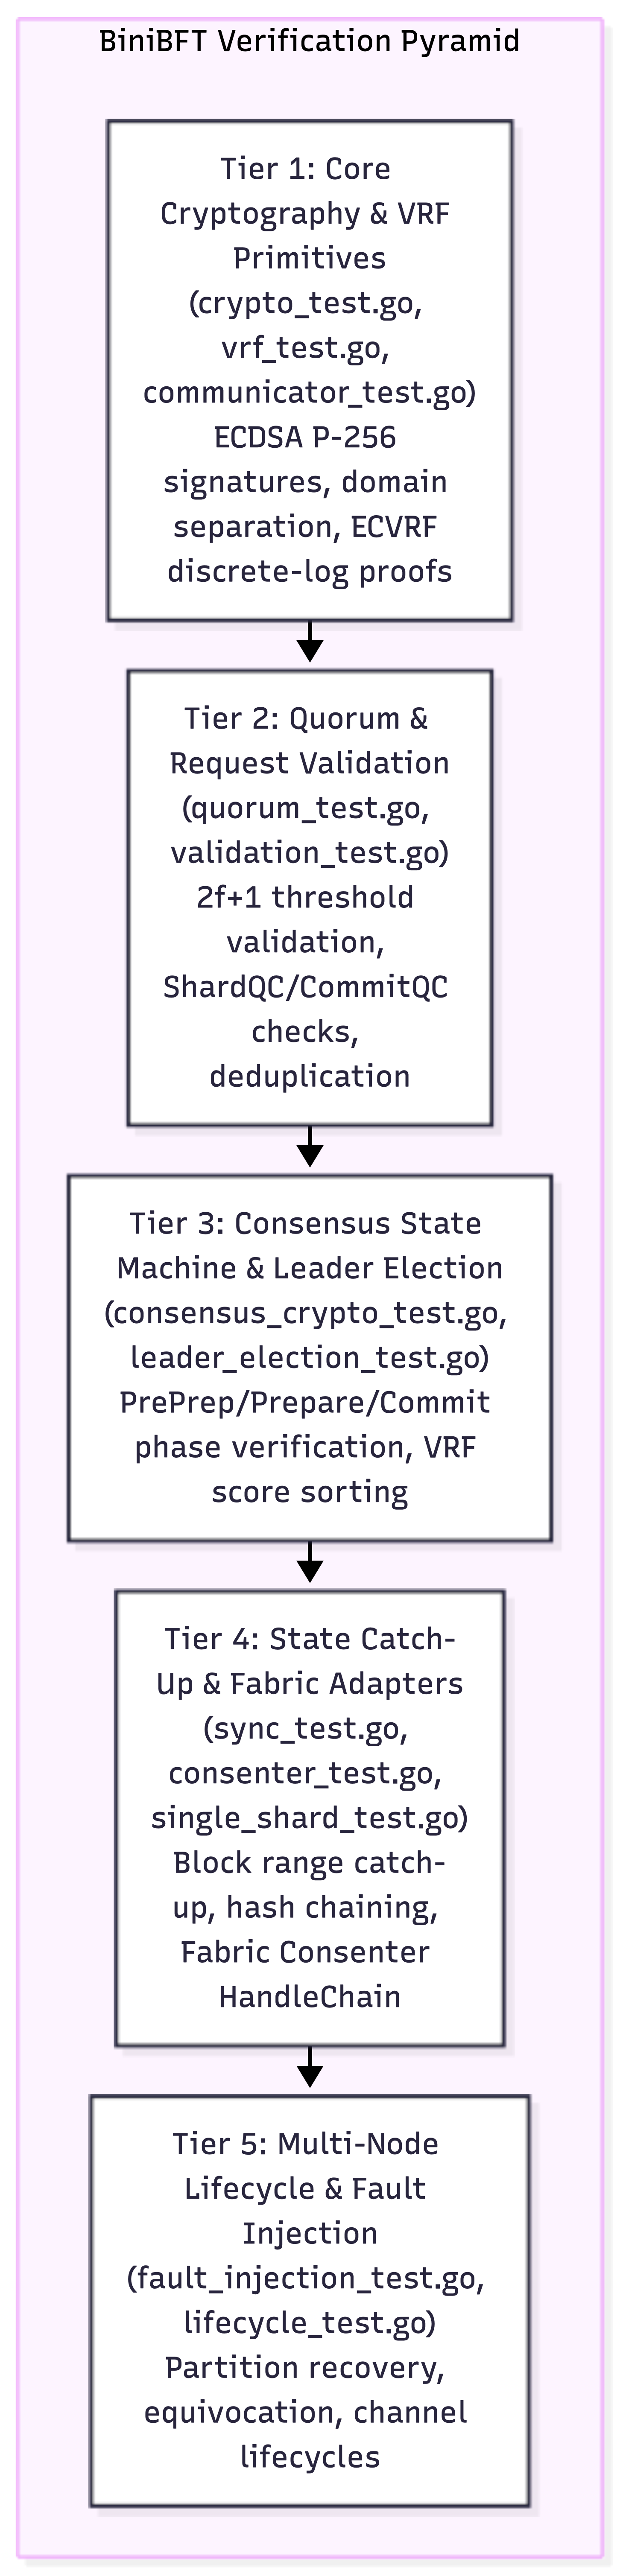 BiniBFT Verification Pyramid
Tier 1: Core
Cryptography & VRF
Primitives
(crypto_test.go,
vrf_test.go,
communicator_test.go)
ECDSA P-256
signatures, domain
separation, ECVRF
discrete-log proofs
Tier 2: Quorum &
Request Validation
(quorum_test.go,
validation_test.go)
2f+1 threshold
validation,
ShardQC/CommitQC
checks,
deduplication
Tier 3: Consensus State
Machine & Leader Election
(consensus_crypto_test.go,
leader_election_test.go)
PrePrep/Prepare/Commit
phase verification, VRF
score sorting
Tier 4: State Catch-
Up & Fabric Adapters
(sync_test.go,
consenter_test.go,
single_shard_test.go)
Block range catch-
up, hash chaining,
Fabric Consenter
HandleChain
Tier 5: Multi-Node
Lifecycle & Fault
Injection
(fault_injection_test.go,
lifecycle_test.go)
Partition recovery,
equivocation, channel
lifecycles